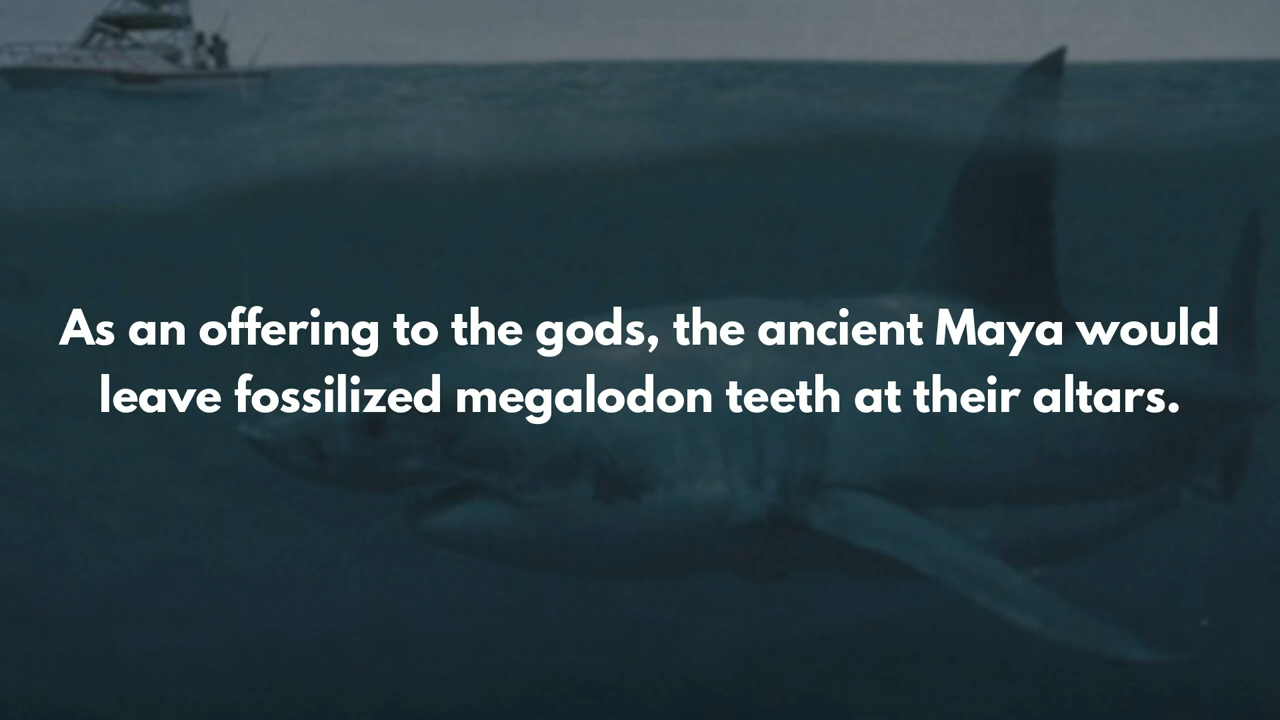 As an offering to the gods, the ancient Maya would
leave fossilized megalodon teeth at their altars.